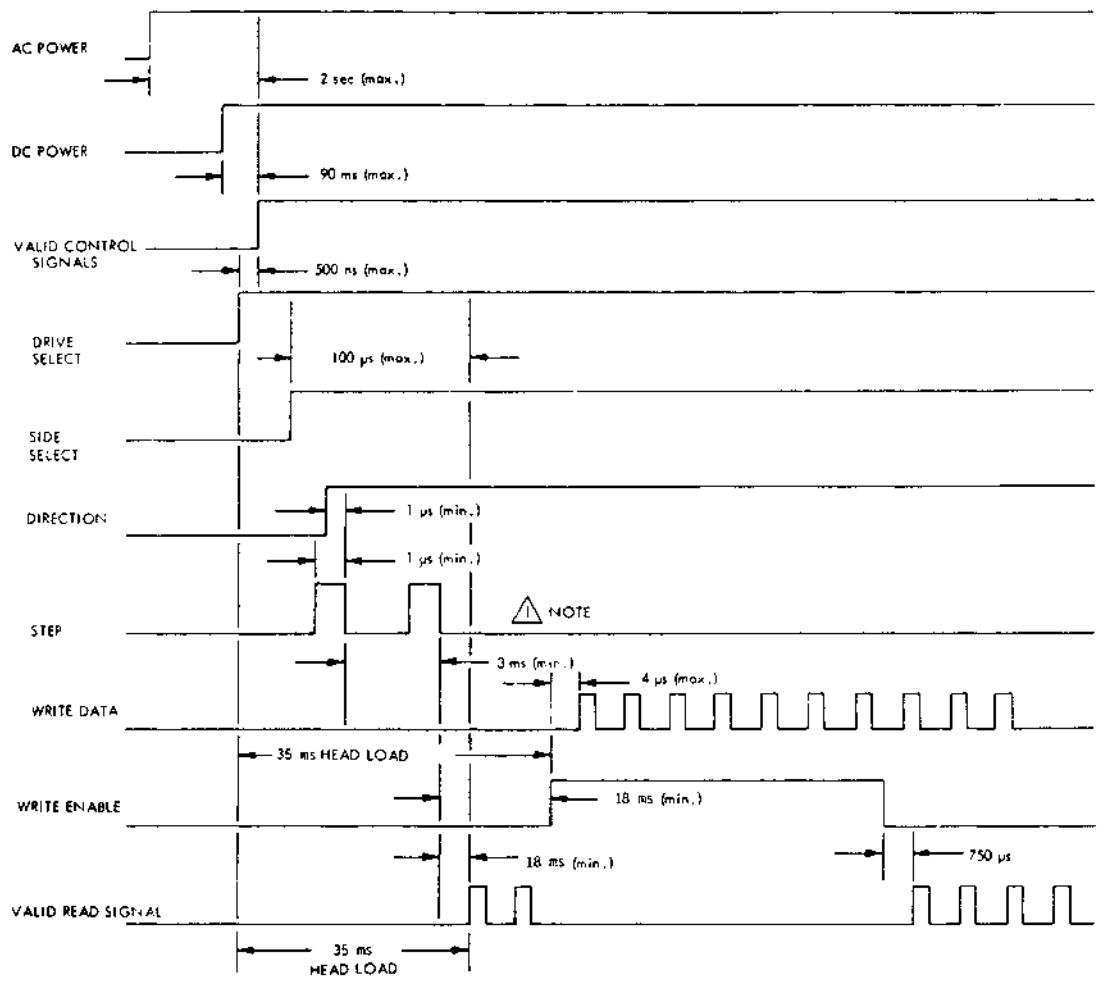 AC POWER
2 sec (max.)
DC POWER
90 ms (max.)
VALID CONTROL
SIGNALS
500 ns (max.)
DRIVE
SELECT
100 µs (max.)
SIDE
SELECT
DIRECTION
1 µs (min.)
1 µs (min.)
STEP
1 NOTE
3 ms (min.)
4 µs (max.)
WRITE DATA
35 ms HEAD LOAD
WRITE ENABLE
18 ms (min.)
18 ms (min.)
750 µs
VALID READ SIGNAL
35 ms
HEAD LOAD